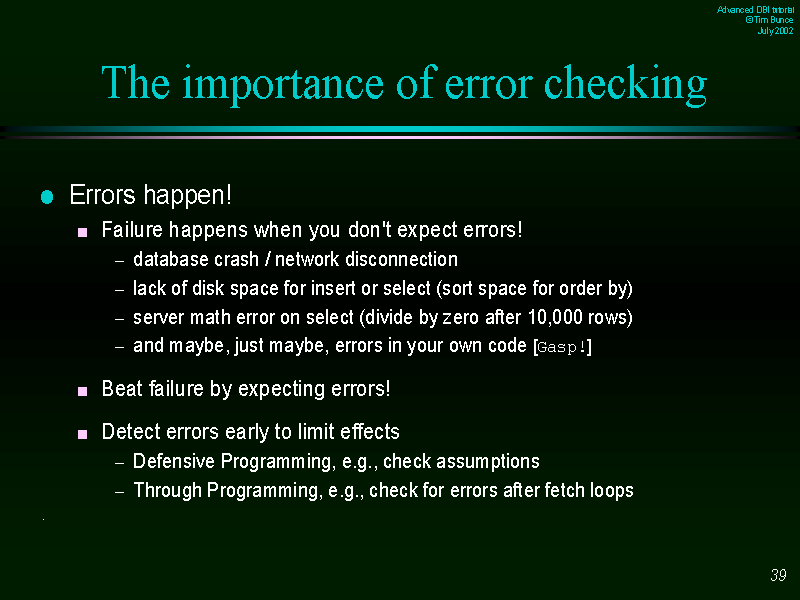 Advanced DBI tutorial
© Tim Bunce
July 2002
The importance of error checking
Errors happen!
Failure happens when you don't expect errors!
– database crash / network disconnection
– lack of disk space for insert or select (sort space for order by)
– server math error on select (divide by zero after 10,000 rows)
– and maybe, just maybe, errors in your own code [Gasp!]
Beat failure by expecting errors!
Detect errors early to limit effects
– Defensive Programming, e.g., check assumptions
– Through Programming, e.g., check for errors after fetch loops
.
39